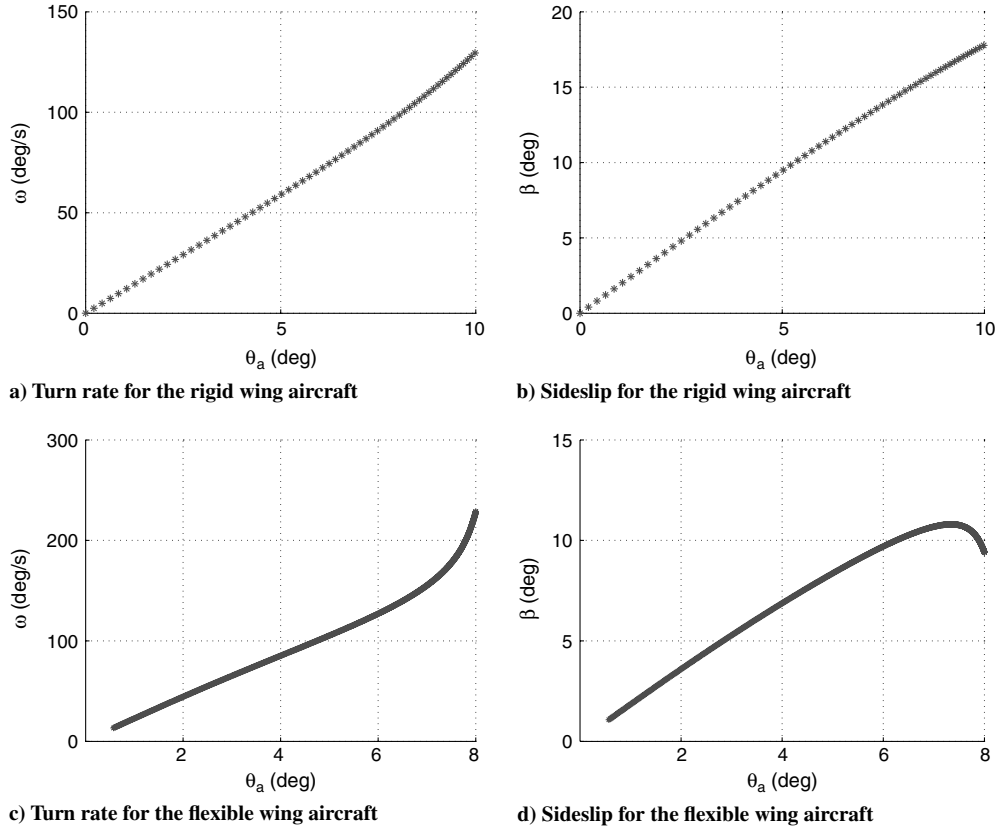 150
100
50
0
ω (deg/s)
0
5
10
θa (deg)
a) Turn rate for the rigid wing aircraft
20
15
10
5
0
β (deg)
0
5
10
θa (deg)
b) Sideslip for the rigid wing aircraft
300
200
100
0
ω (deg/s)
2
4
6
8
θa (deg)
c) Turn rate for the flexible wing aircraft
15
10
5
0
β (deg)
2
4
6
8
θa (deg)
d) Sideslip for the flexible wing aircraft